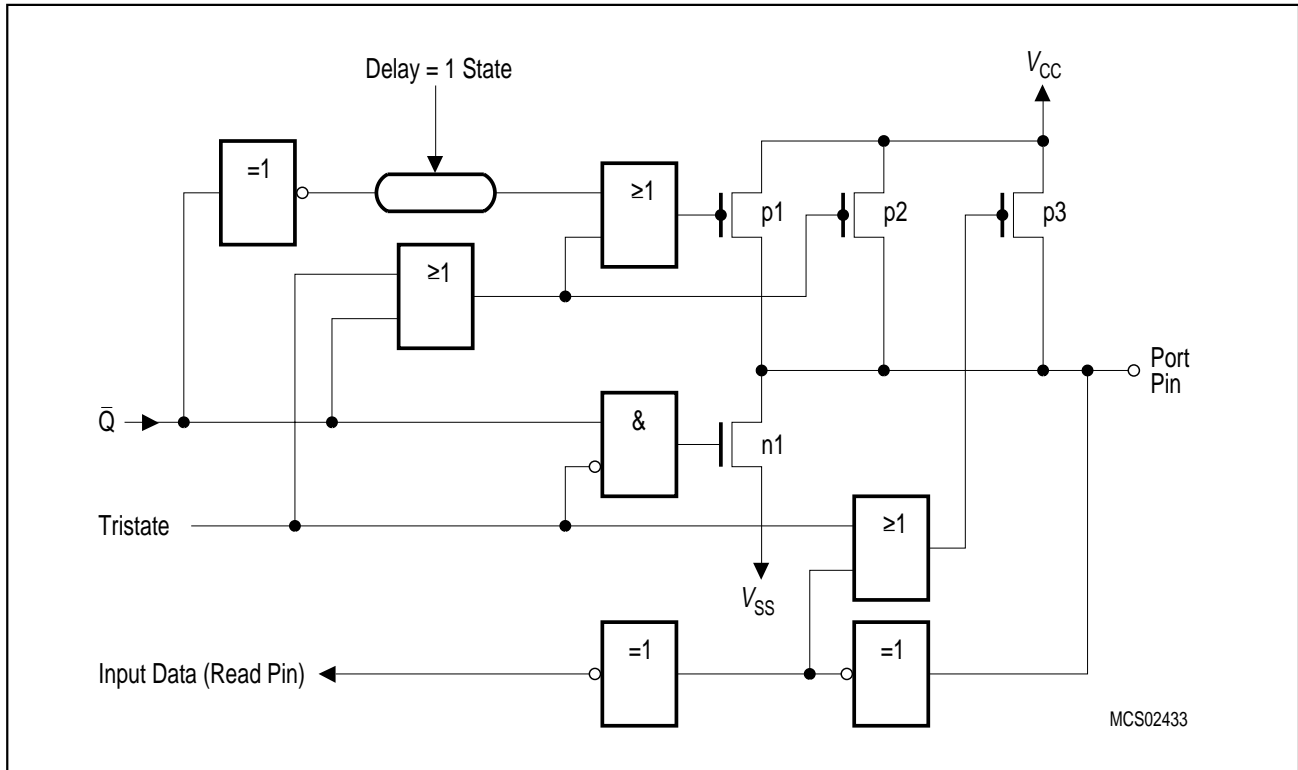 Delay = 1 State
V_CC
=1
≥1
p1
p2
p3
≥1
Port
Pin
Q̄
&
n1
Tristate
≥1
V_SS
=1
=1
Input Data (Read Pin)
MCS02433